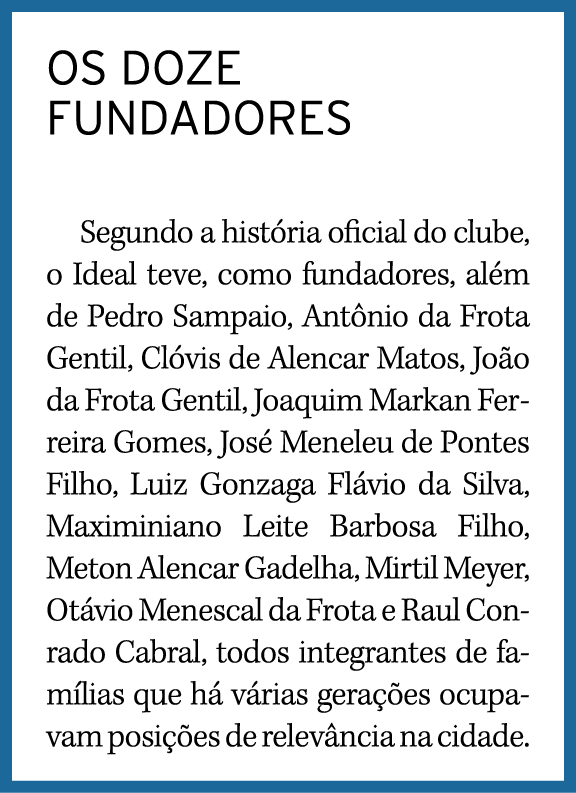 OS DOZE
FUNDADORES
Segundo a história oficial do clube,
o Ideal teve, como fundadores, além
de Pedro Sampaio, Antônio da Frota
Gentil, Clóvis de Alencar Matos, João
da Frota Gentil, Joaquim Markan Fer-
reira Gomes, José Meneleu de Pontes
Filho, Luiz Gonzaga Flávio da Silva,
Maximiniano Leite Barbosa Filho,
Meton Alencar Gadelha, Mirtil Meyer,
Otávio Menescal da Frota e Raul Con-
rado Cabral, todos integrantes de fa-
mílias que há várias gerações ocupa-
vam posições de relevância na cidade.